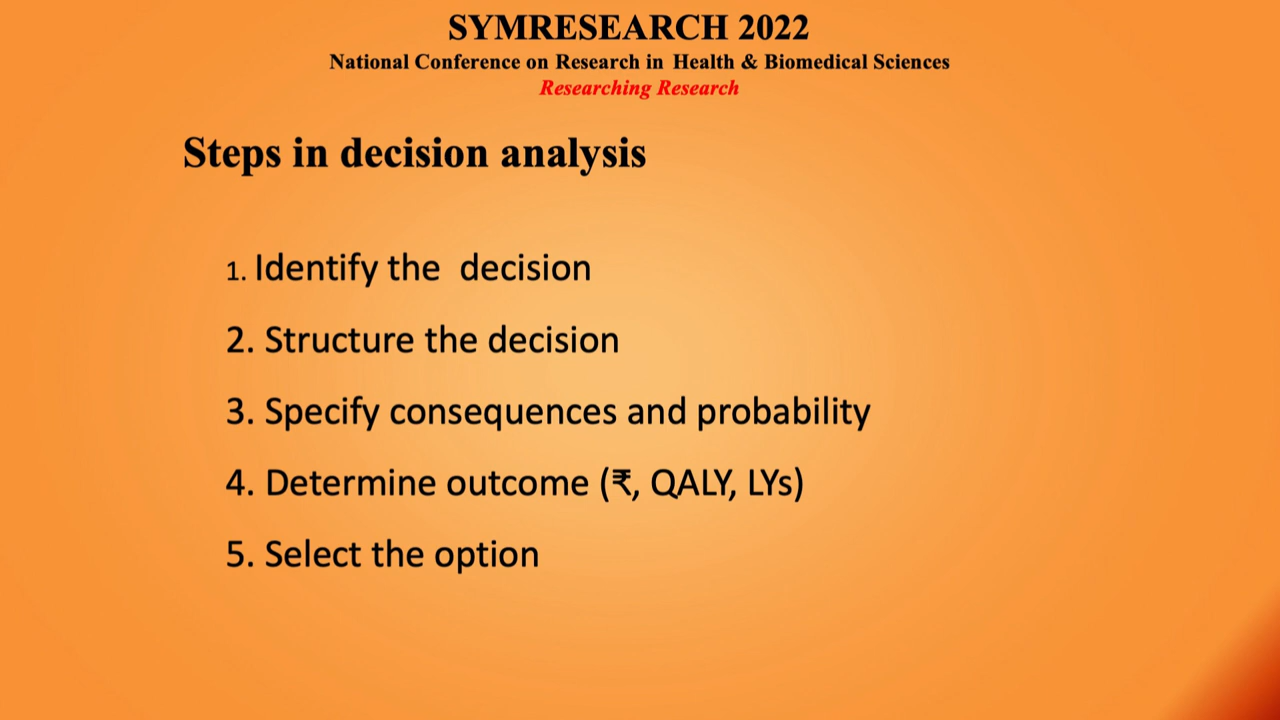 SYMRESEARCH 2022
National Conference on Research in Health & Biomedical Sciences
Researching Research
Steps in decision analysis
1. Identify the decision
2. Structure the decision
3. Specify consequences and probability
4. Determine outcome (₹, QALY, LYs)
5. Select the option